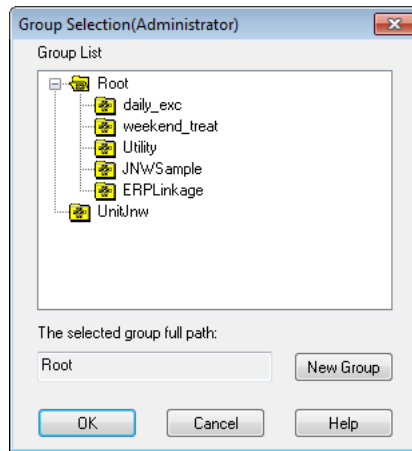 Group Selection(Administrator)
Group List
Root
daily_exc
weekend_treat
Utility
JNWSample
ERPLinkage
UnitJnw
The selected group full path:
Root
New Group
OK
Cancel
Help